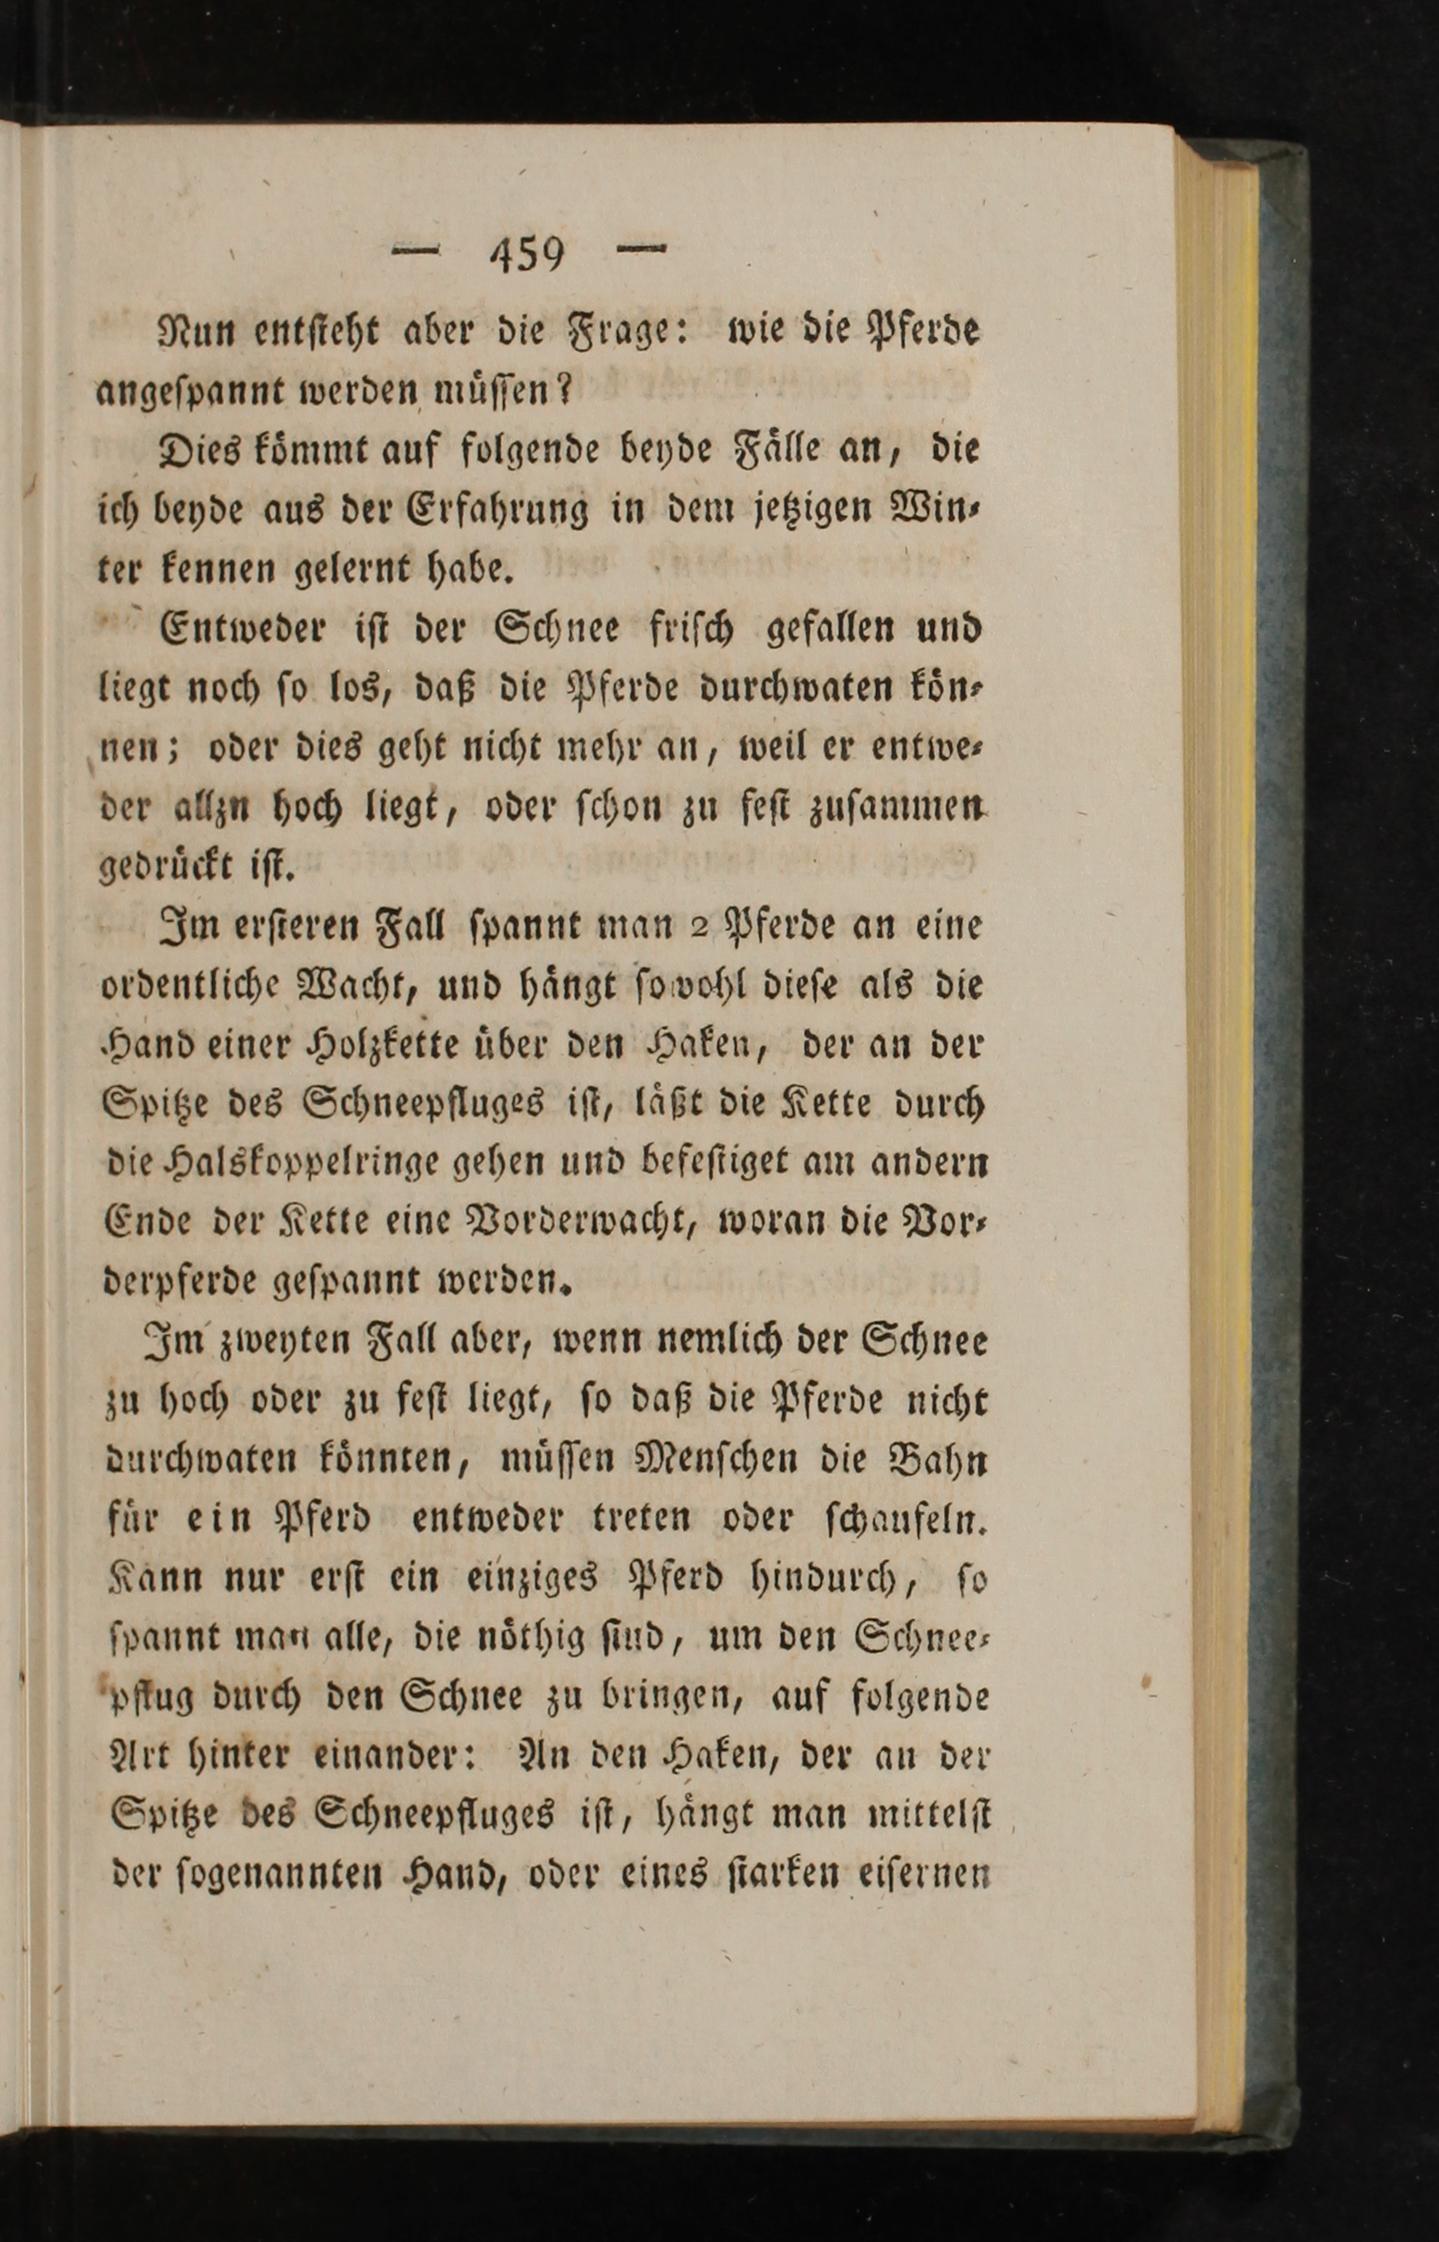 — 459 —
Nun entſteht aber die Frage: wie die Pferde
angeſpannt werden müſſen?
Dies kömmt auf folgende beyde Fälle an, die
ich beyde aus der Erfahrung in dem jetzigen Win⸗
ter kennen gelernt habe.
Entweder iſt der Schnee friſch gefallen und
liegt noch ſo los, daß die Pferde durchwaten kön⸗
nen; oder dies geht nicht mehr an, weil er entwe⸗
der allzn hoch liegt, oder ſchon zu feſt zuſammen
gedrückt iſt.
Im erſteren Fall ſpannt man 2 Pferde an eine
ordentliche Wacht, und hängt ſowohl dieſe als die
Hand einer Holzkette über den Haken, der an der
Spitze des Schneepfluges iſt, läßt die Kette durch
die Halskoppelringe gehen und befeſtiget am andern
Ende der Kette eine Vorderwacht, woran die Vor⸗
derpferde geſpannt werden.
Im zweyten Fall aber, wenn nemlich der Schnee
zu hoch oder zu feſt liegt, ſo daß die Pferde nicht
durchwaten könnten, müſſen Menſchen die Bahn
für ein Pferd entweder treten oder ſchaufeln.
Kann nur erſt ein einziges Pferd hindurch, ſo
ſpannt man alle, die nöthig ſind, um den Schnee⸗
pflug durch den Schnee zu bringen, auf folgende
Art hinter einander: An den Haken, der an der
Spitze des Schneepfluges iſt, hängt man mittelſt
der ſogenannten Hand, oder eines ſtarken eiſernen